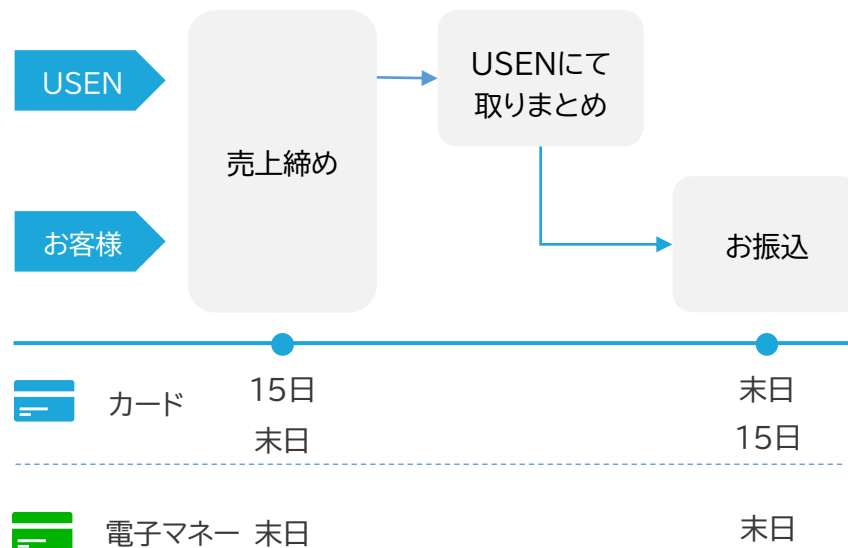 USEN
お客様
売上締め
USENにて
取りまとめ
お振込
カード
15日
末日
末日
15日
電子マネー
末日
末日